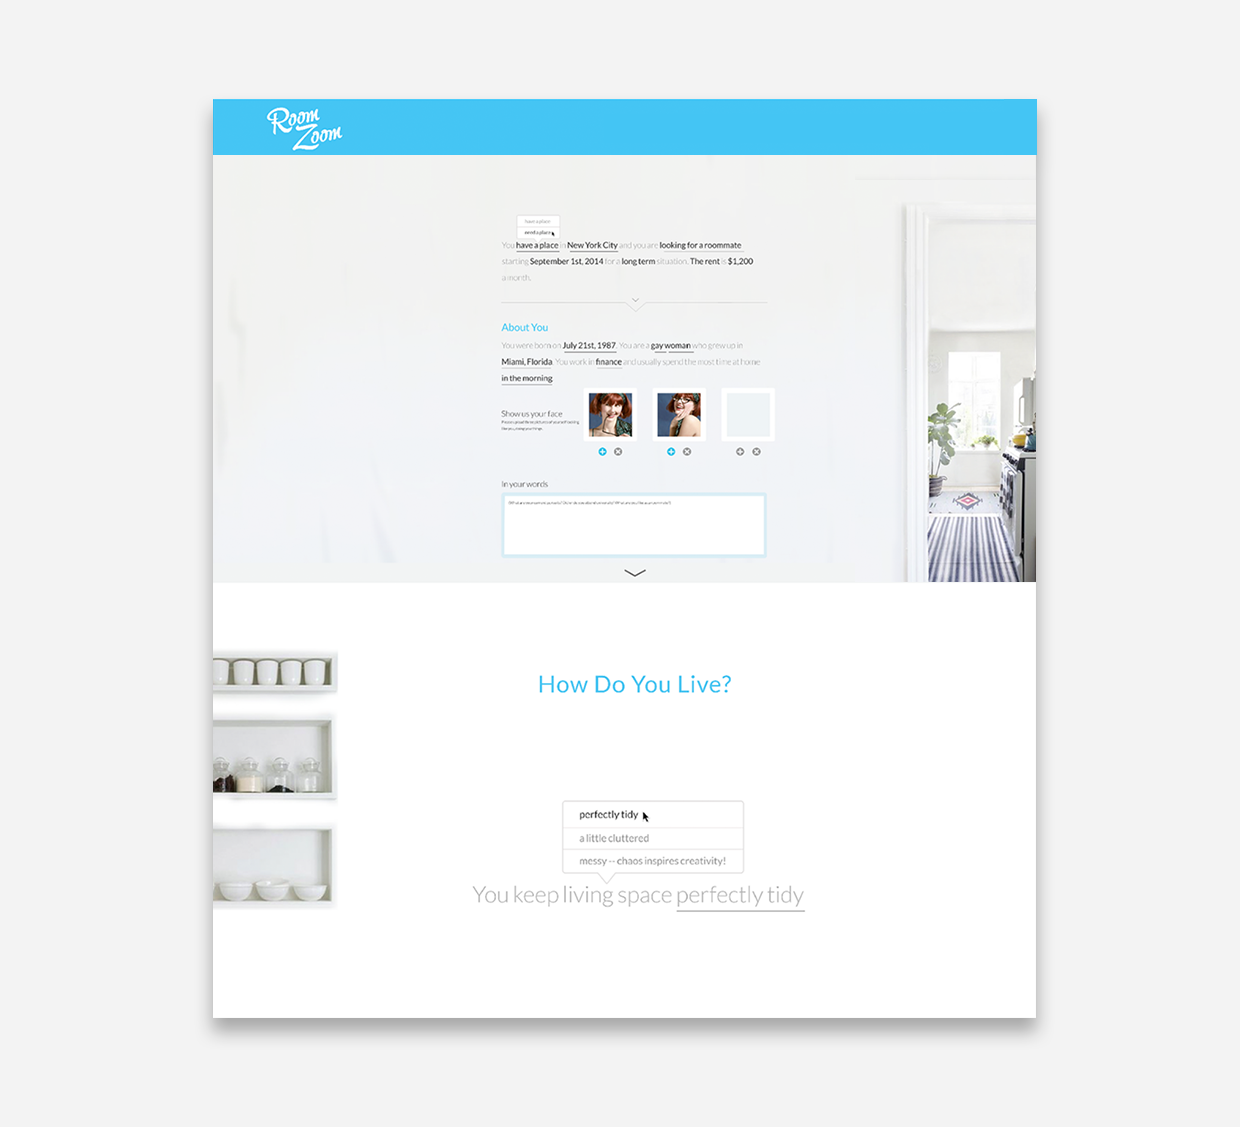 Room
Zoom
have a place
need a place
You have a place in New York City and you are looking for a roommate
starting September 1st, 2014 for a long term situation. The rent is $1,200
a month.
About You
You were born on July 21st, 1987. You are a gay woman who grew up in
Miami, Florida. You work in finance and usually spend the most time at home
in the morning
Show us your face
In your words
How Do You Live?
perfectly tidy
a little cluttered
messy -- chaos inspires creativity!
You keep living space perfectly tidy